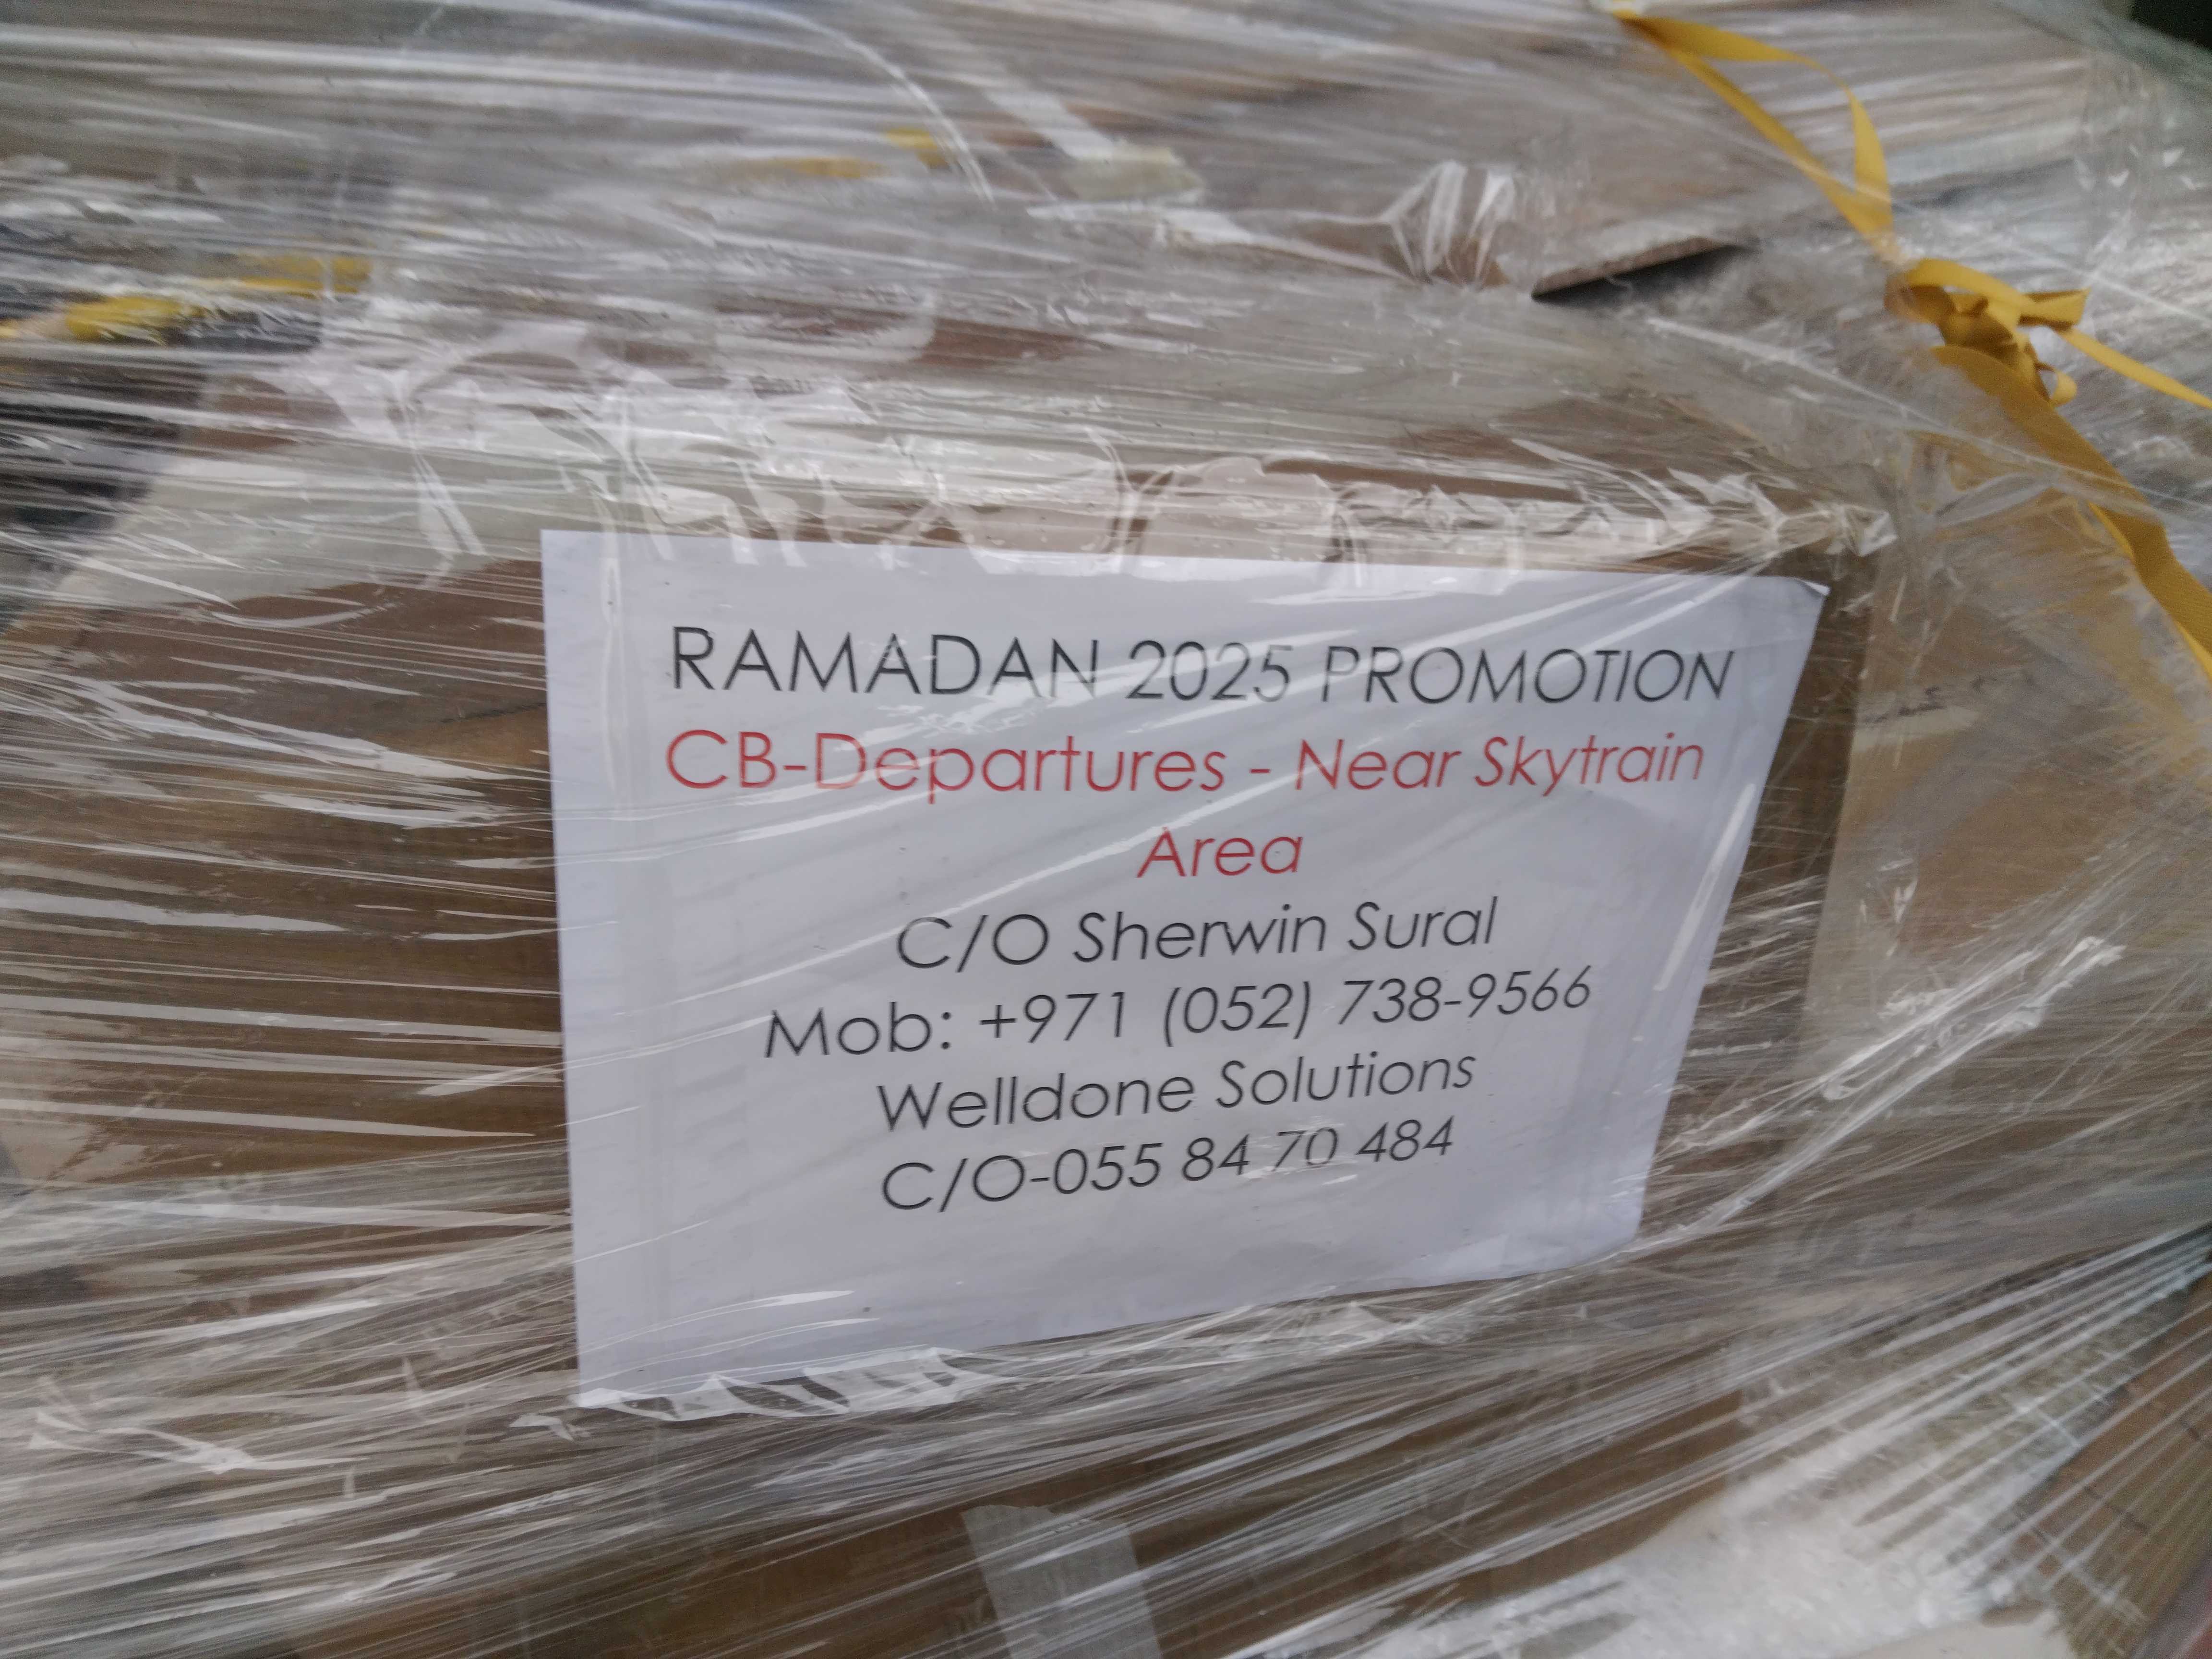 RAMADAN 2025 PROMOTION
CB-Departures - Near Skytrain
Area
C/O Sherwin Sural
Mob: +971 (052) 738-9566
Welldone Solutions
C/O-055 84 70 484